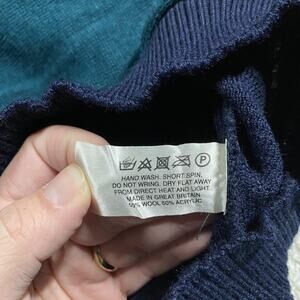 HAND WASH. SHORT SPIN,
DO NOT WRING. DRY FLAT AWAY
FROM DIRECT HEAT AND LIGHT.
MADE IN GREAT BRITAIN
50% WOOL 50% ACRYLIC